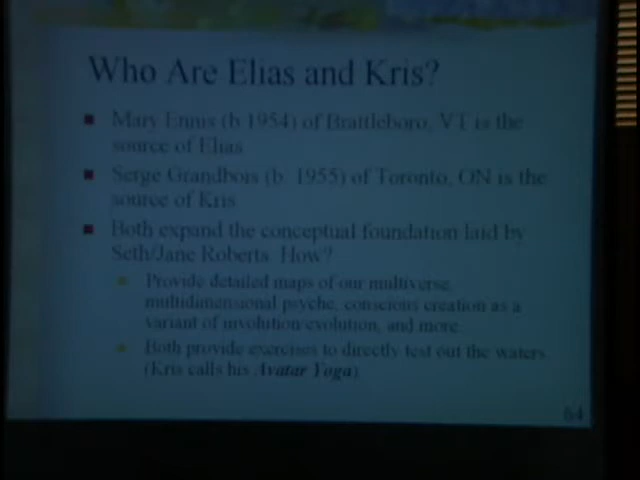 Who Are Elias and Kris?
Mary Ennis (b 1954) of Brattleboro, VT is the
source of Elias
Serge Grandbois (b. 1955) of Toronto, ON is the
source of Kris
Both expand the conceptual foundation laid by
Seth/Jane Roberts. How?
Provide detailed maps of our multiverse,
multidimensional psyche, conscious creation as a
variant of involution/evolution, and more.
Both provide exercises to directly test out the waters
(Kris calls his Avatar Yoga)
64